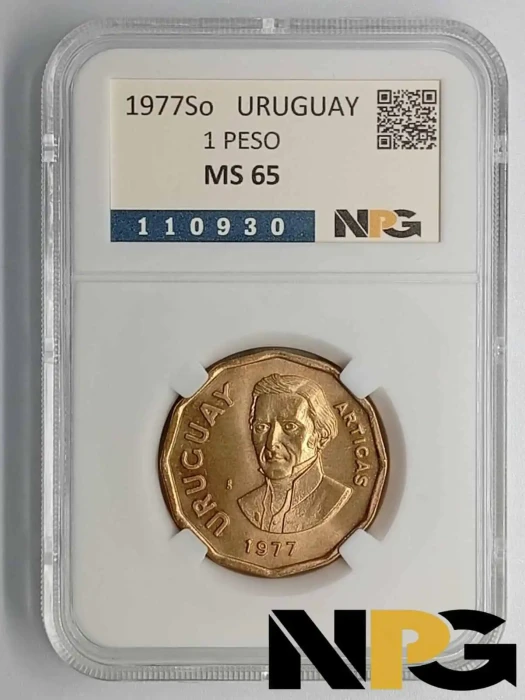 1977So URUGUAY
1 PESO
MS 65
110930
NPG
URUGUAY
ARTIGAS
1977
NPG